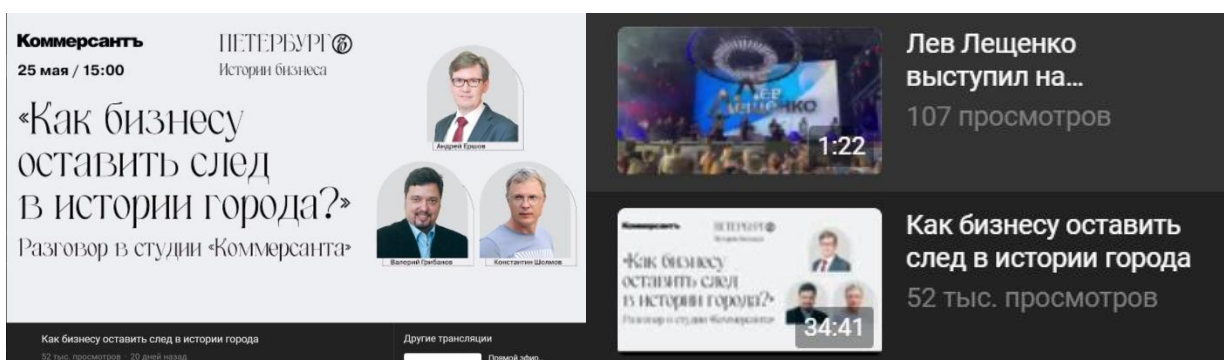 Коммерсантъ
ПЕТЕРБУРГ
25 мая / 15:00
Истории бизнеса
«Как бизнесу
оставить след
в истории города?»
Разговор в студии «Коммерсанта»
Андрей Ершов
Валерий Грибанов
Константин Шолмов
Как бизнесу оставить след в истории города
52 тыс. просмотров · 20 дней назад
Другие трансляции
Прямой эфир..
ЛЕВ
ЛЕЩЕНКО
1:22
Лев Лещенко
выступил на...
107 просмотров
Коммерсантъ
ПЕТЕРБУРГ
Истории бизнеса
«Как бизнесу
оставить след
в истории города?»
Разговор в студии «Коммерсанта»
34:41
Как бизнесу оставить
след в истории города
52 тыс. просмотров